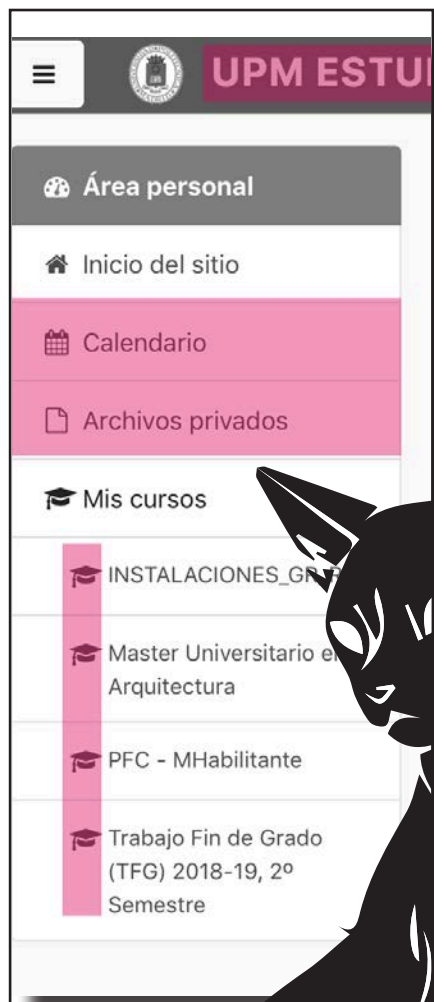 UPM ESTU
Área personal
Inicio del sitio
Calendario
Archivos privados
Mis cursos
INSTALACIONES_GR
Master Universitario
Arquitectura
PFC - MHabilitante
Trabajo Fin de Grado
(TFG) 2018-19, 2º
Semestre